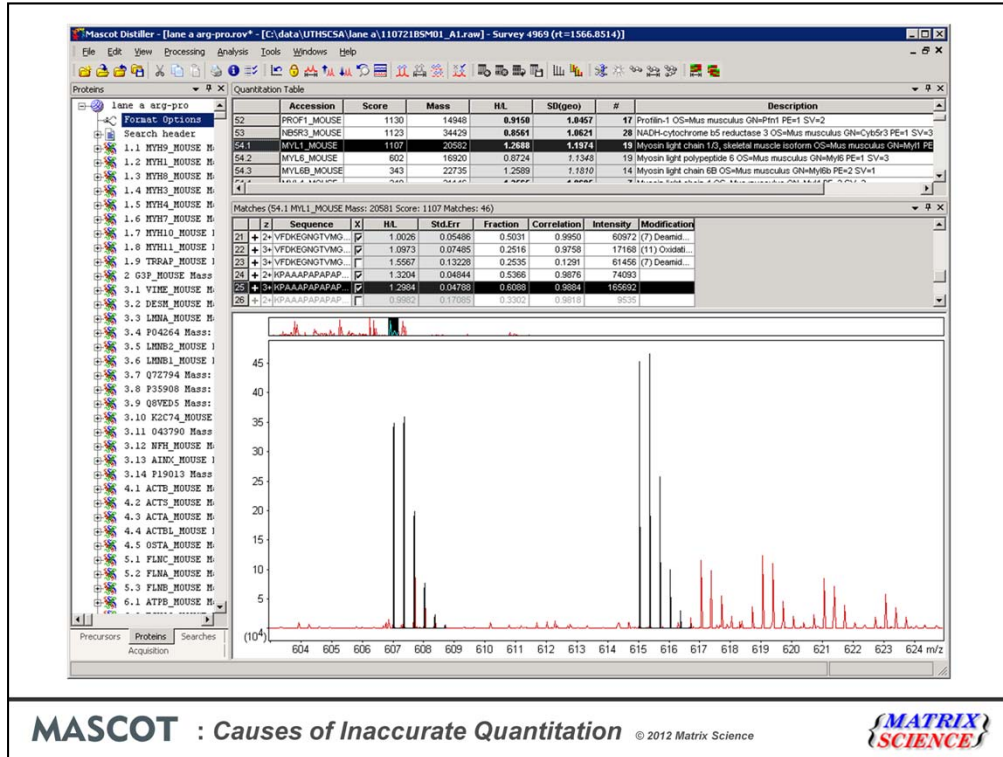 Mascot Distiller - [lane a arg-pro.rov* - [C:\data\UTHSCSA\lane a\110721BSM01_A1.raw] - Survey 4969 (rt=1566.8514)]
File Edit View Processing Analysis Tools Windows Help
Proteins
lane a arg-pro
Format Options
Search header
1.1 MYH9_MOUSE M
1.2 MYH1_MOUSE M
1.3 MYH8_MOUSE M
1.4 MYH3_MOUSE M
1.5 MYH4_MOUSE M
1.6 MYH7_MOUSE M
1.7 MYH10_MOUSE
1.8 MYH11_MOUSE
1.9 TRRAP_MOUSE
2 G3P_MOUSE Mass
3.1 VIME_MOUSE M
3.2 DESM_MOUSE M
3.3 LMNA_MOUSE M
3.4 P04264 Mass:
3.5 LMNB2_MOUSE
3.6 LMNB1_MOUSE
3.7 Q7Z794 Mass:
3.8 P35908 Mass:
3.9 Q8VED5 Mass:
3.10 K2C74_MOUSE
3.11 O43790 Mass
3.12 NFH_MOUSE M
3.13 AINX_MOUSE
3.14 P19013 Mass
4.1 ACTB_MOUSE M
4.2 ACTS_MOUSE M
4.3 ACTA_MOUSE M
4.4 ACTBL_MOUSE
4.5 OSTA_MOUSE M
5.1 FLNC_MOUSE M
5.2 FLNA_MOUSE M
5.3 FLNB_MOUSE M
6.1 ATPB_MOUSE M
Precursors Proteins Searches
Acquisition
Quantitation Table
Accession Score Mass H/L SD(geo) # Description
52 PROF1_MOUSE 1130 14948 0.9150 1.0457 17 Profilin-1 OS=Mus musculus GN=Pfn1 PE=1 SV=2
53 NB5R3_MOUSE 1123 34429 0.8561 1.0621 28 NADH-cytochrome b5 reductase 3 OS=Mus musculus GN=Cyb5r3 PE=1 SV=3
54.1 MYL1_MOUSE 1107 20582 1.2688 1.1974 19 Myosin light chain 1/3, skeletal muscle isoform OS=Mus musculus GN=Myl1 PE
54.2 MYL6_MOUSE 602 16920 0.8724 1.1348 19 Myosin light polypeptide 6 OS=Mus musculus GN=Myl6 PE=1 SV=3
54.3 MYL6B_MOUSE 343 22735 1.2589 1.1810 14 Myosin light chain 6B OS=Mus musculus GN=Myl6b PE=2 SV=1
Matches (54.1 MYL1_MOUSE Mass: 20581 Score: 1107 Matches: 46)
z Sequence X H/L Std.Err Fraction Correlation Intensity Modification
21 + 2+ VFDKEGNGTVMG... 1.0026 0.05486 0.5031 0.9950 60972 (7) Deamid...
22 + 3+ VFDKEGNGTVMG... 1.0973 0.07485 0.2516 0.9758 17168 (11) Oxidati...
23 + 3+ VFDKEGNGTVMG... 1.5567 0.13228 0.2535 0.1291 61456 (7) Deamid...
24 + 2+ KPAAAPAPAPAP... 1.3204 0.04844 0.5366 0.9876 74093
25 + 3+ KPAAAPAPAPAP... 1.2984 0.04788 0.6088 0.9884 165692
26 + 2+ KPAAAPAPAPAP... 0.9982 0.17085 0.3302 0.9818 9535
45
40
35
30
25
20
15
10
5
(10⁴)
604 605 606 607 608 609 610 611 612 613 614 615 616 617 618 619 620 621 622 623 624 m/z
MASCOT : Causes of Inaccurate Quantitation © 2012 Matrix Science
{MATRIX
SCIENCE}